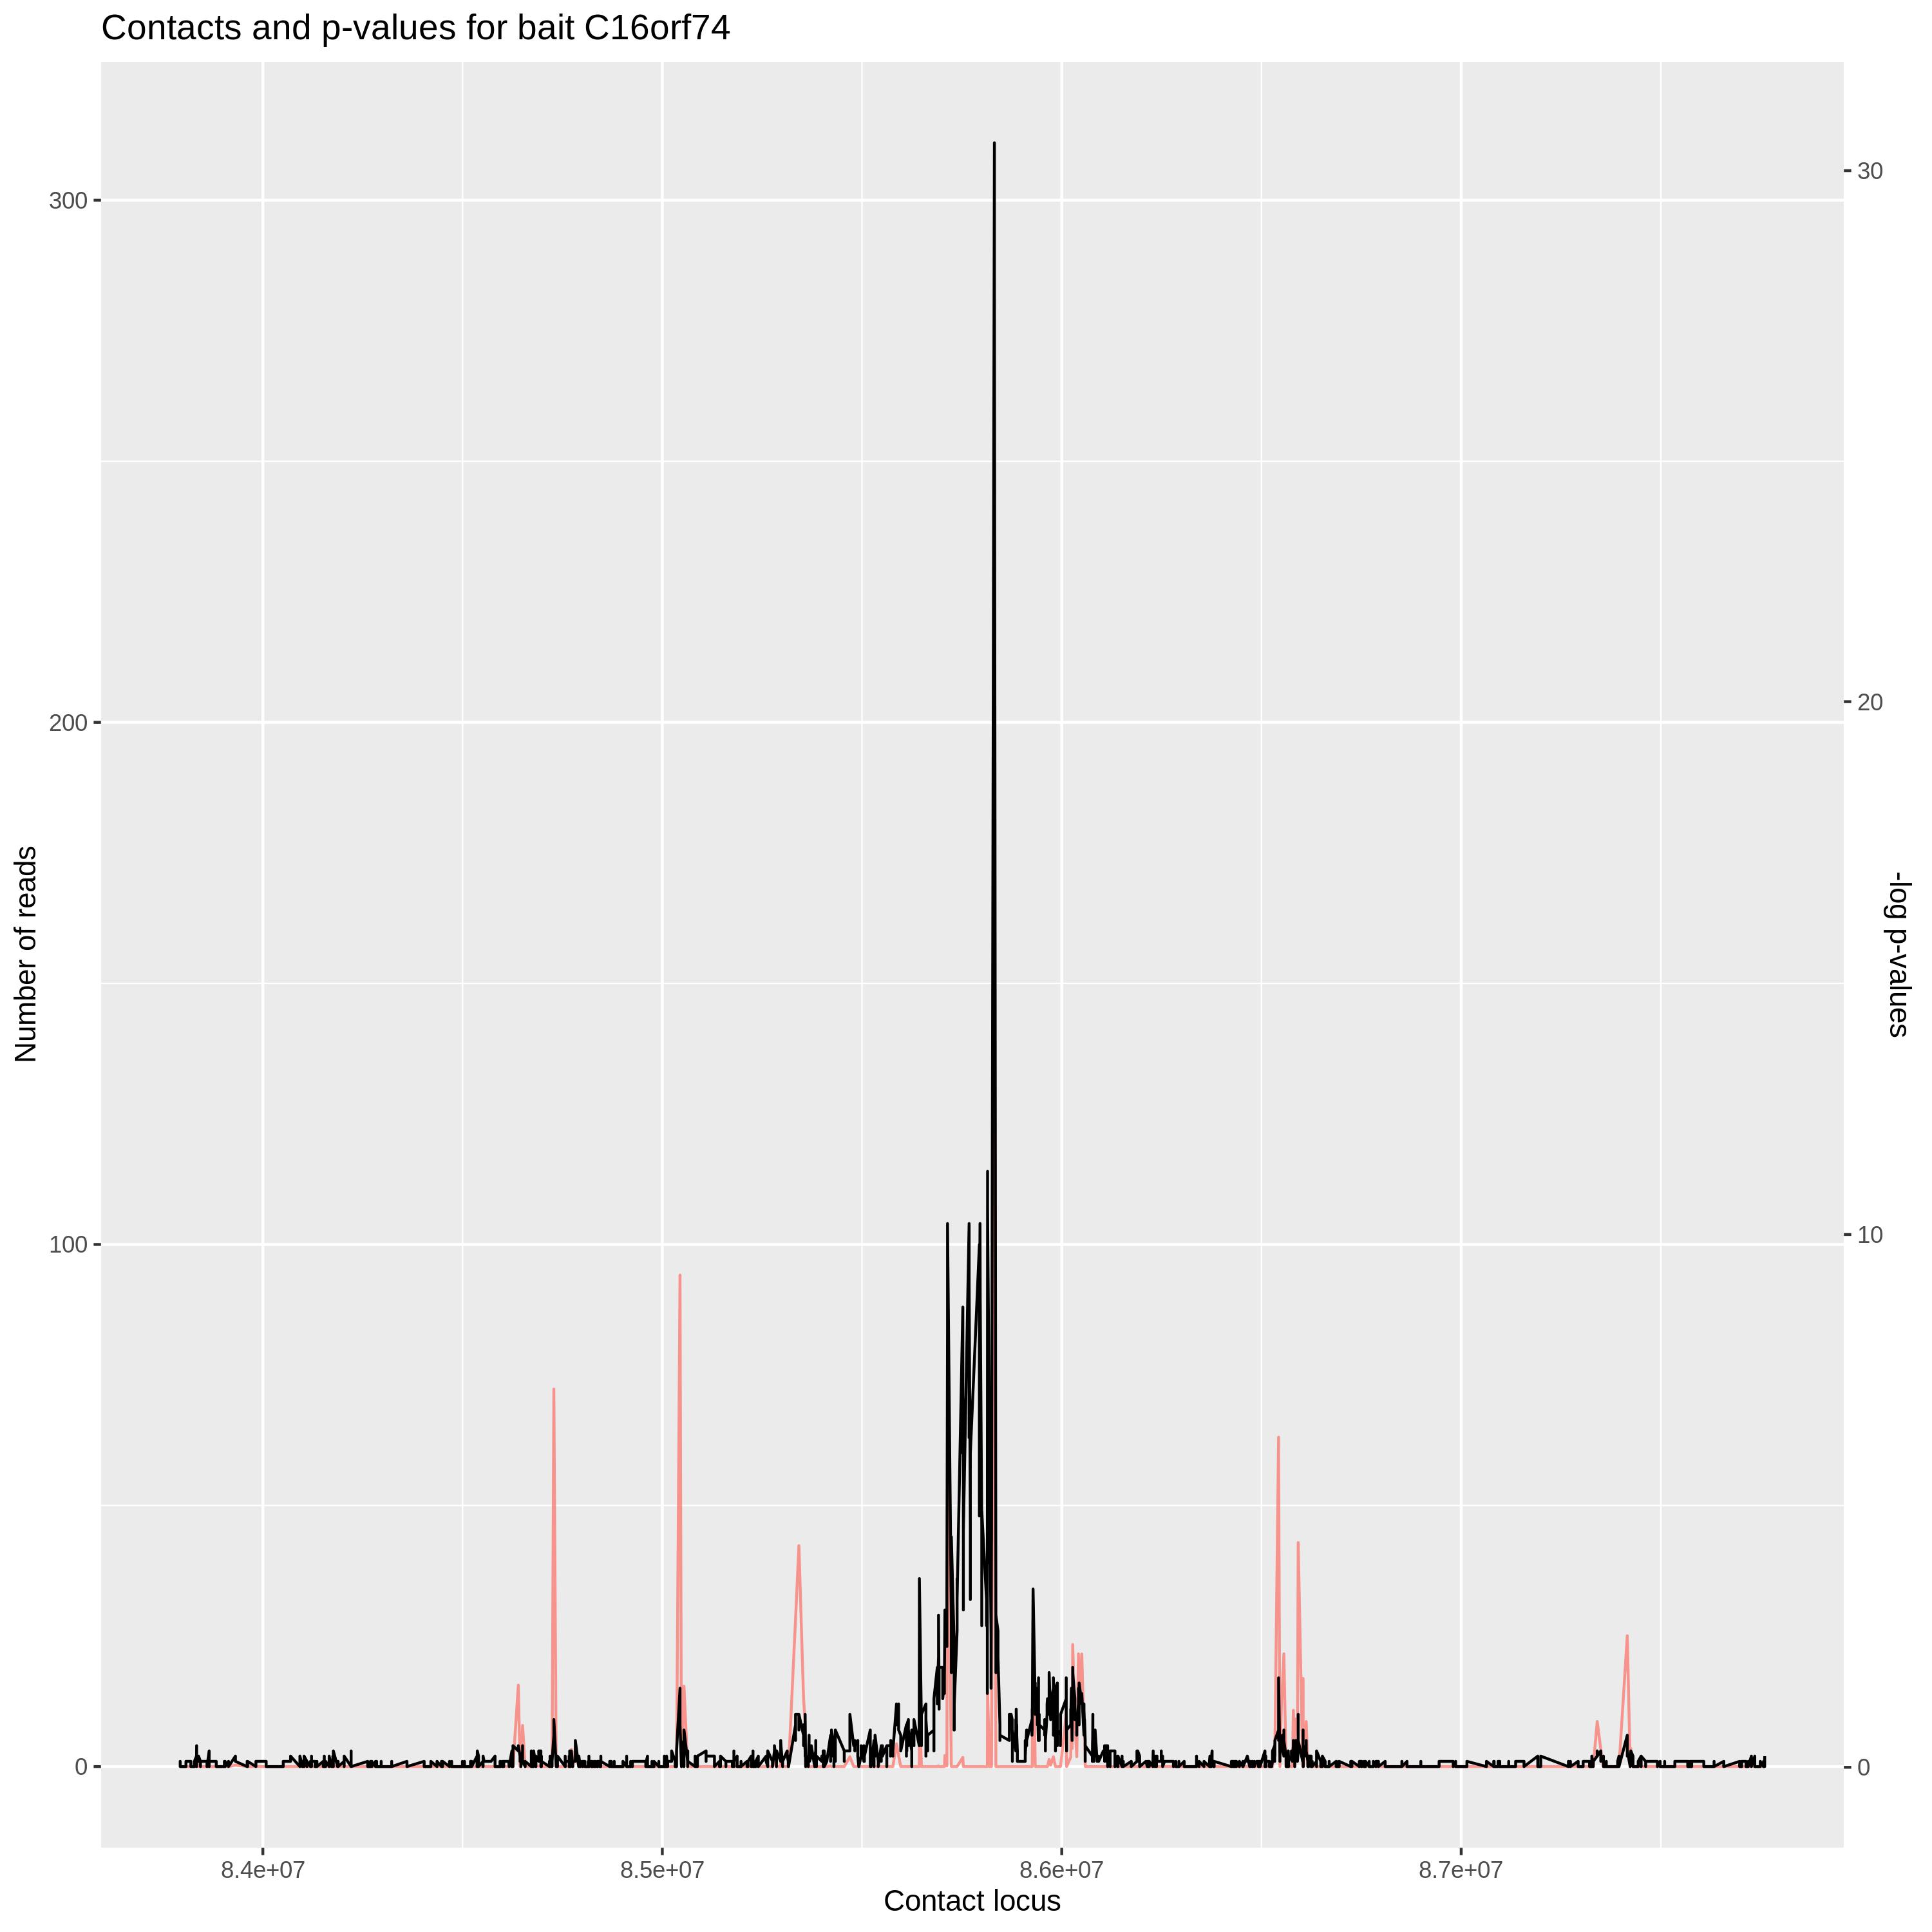 Contacts and p-values for bait C16orf74
300
200
100
0
30
20
10
0
Number of reads
-log p-values
8.4e+07
8.5e+07
8.6e+07
8.7e+07
Contact locus